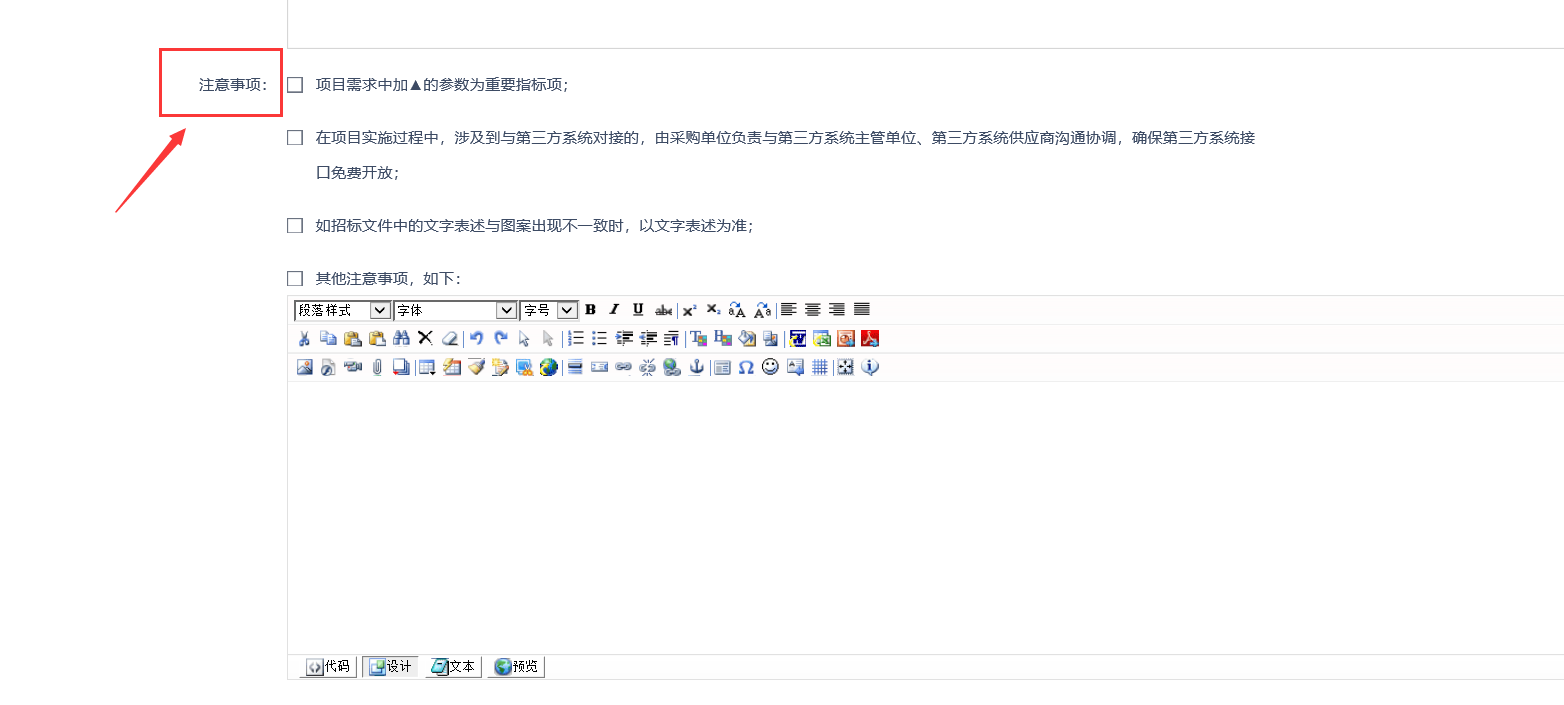 注意事项：
项目需求中加▲的参数为重要指标项；
在项目实施过程中，涉及到与第三方系统对接的，由采购单位负责与第三方系统主管单位、第三方系统供应商沟通协调，确保第三方系统接
口免费开放；
如招标文件中的文字表述与图案出现不一致时，以文字表述为准；
其他注意事项，如下：
段落样式 字体 字号 B I U abc x² x₂ aA Aa
代码 设计 文本 预览